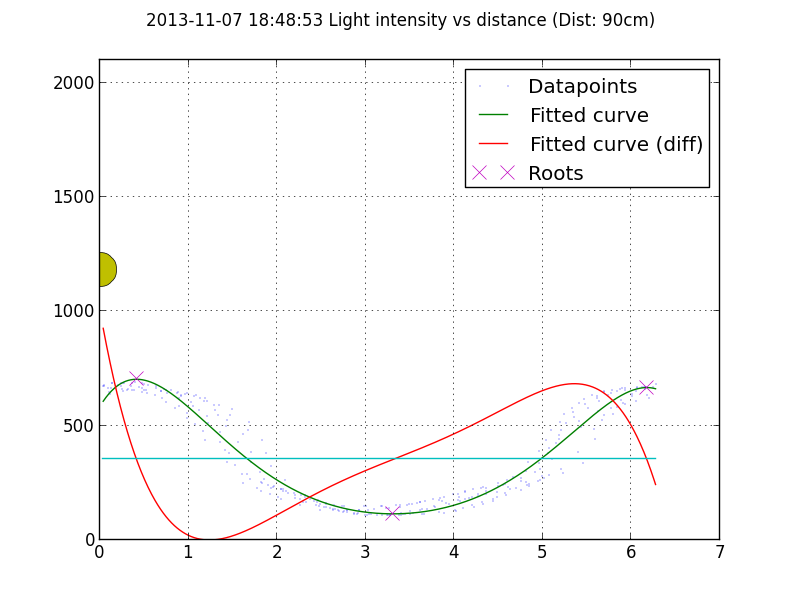 2013-11-07 18:48:53 Light intensity vs distance (Dist: 90cm)
2000
1500
1000
500
0
0 1 2 3 4 5 6 7
Datapoints
Fitted curve
Fitted curve (diff)
Roots